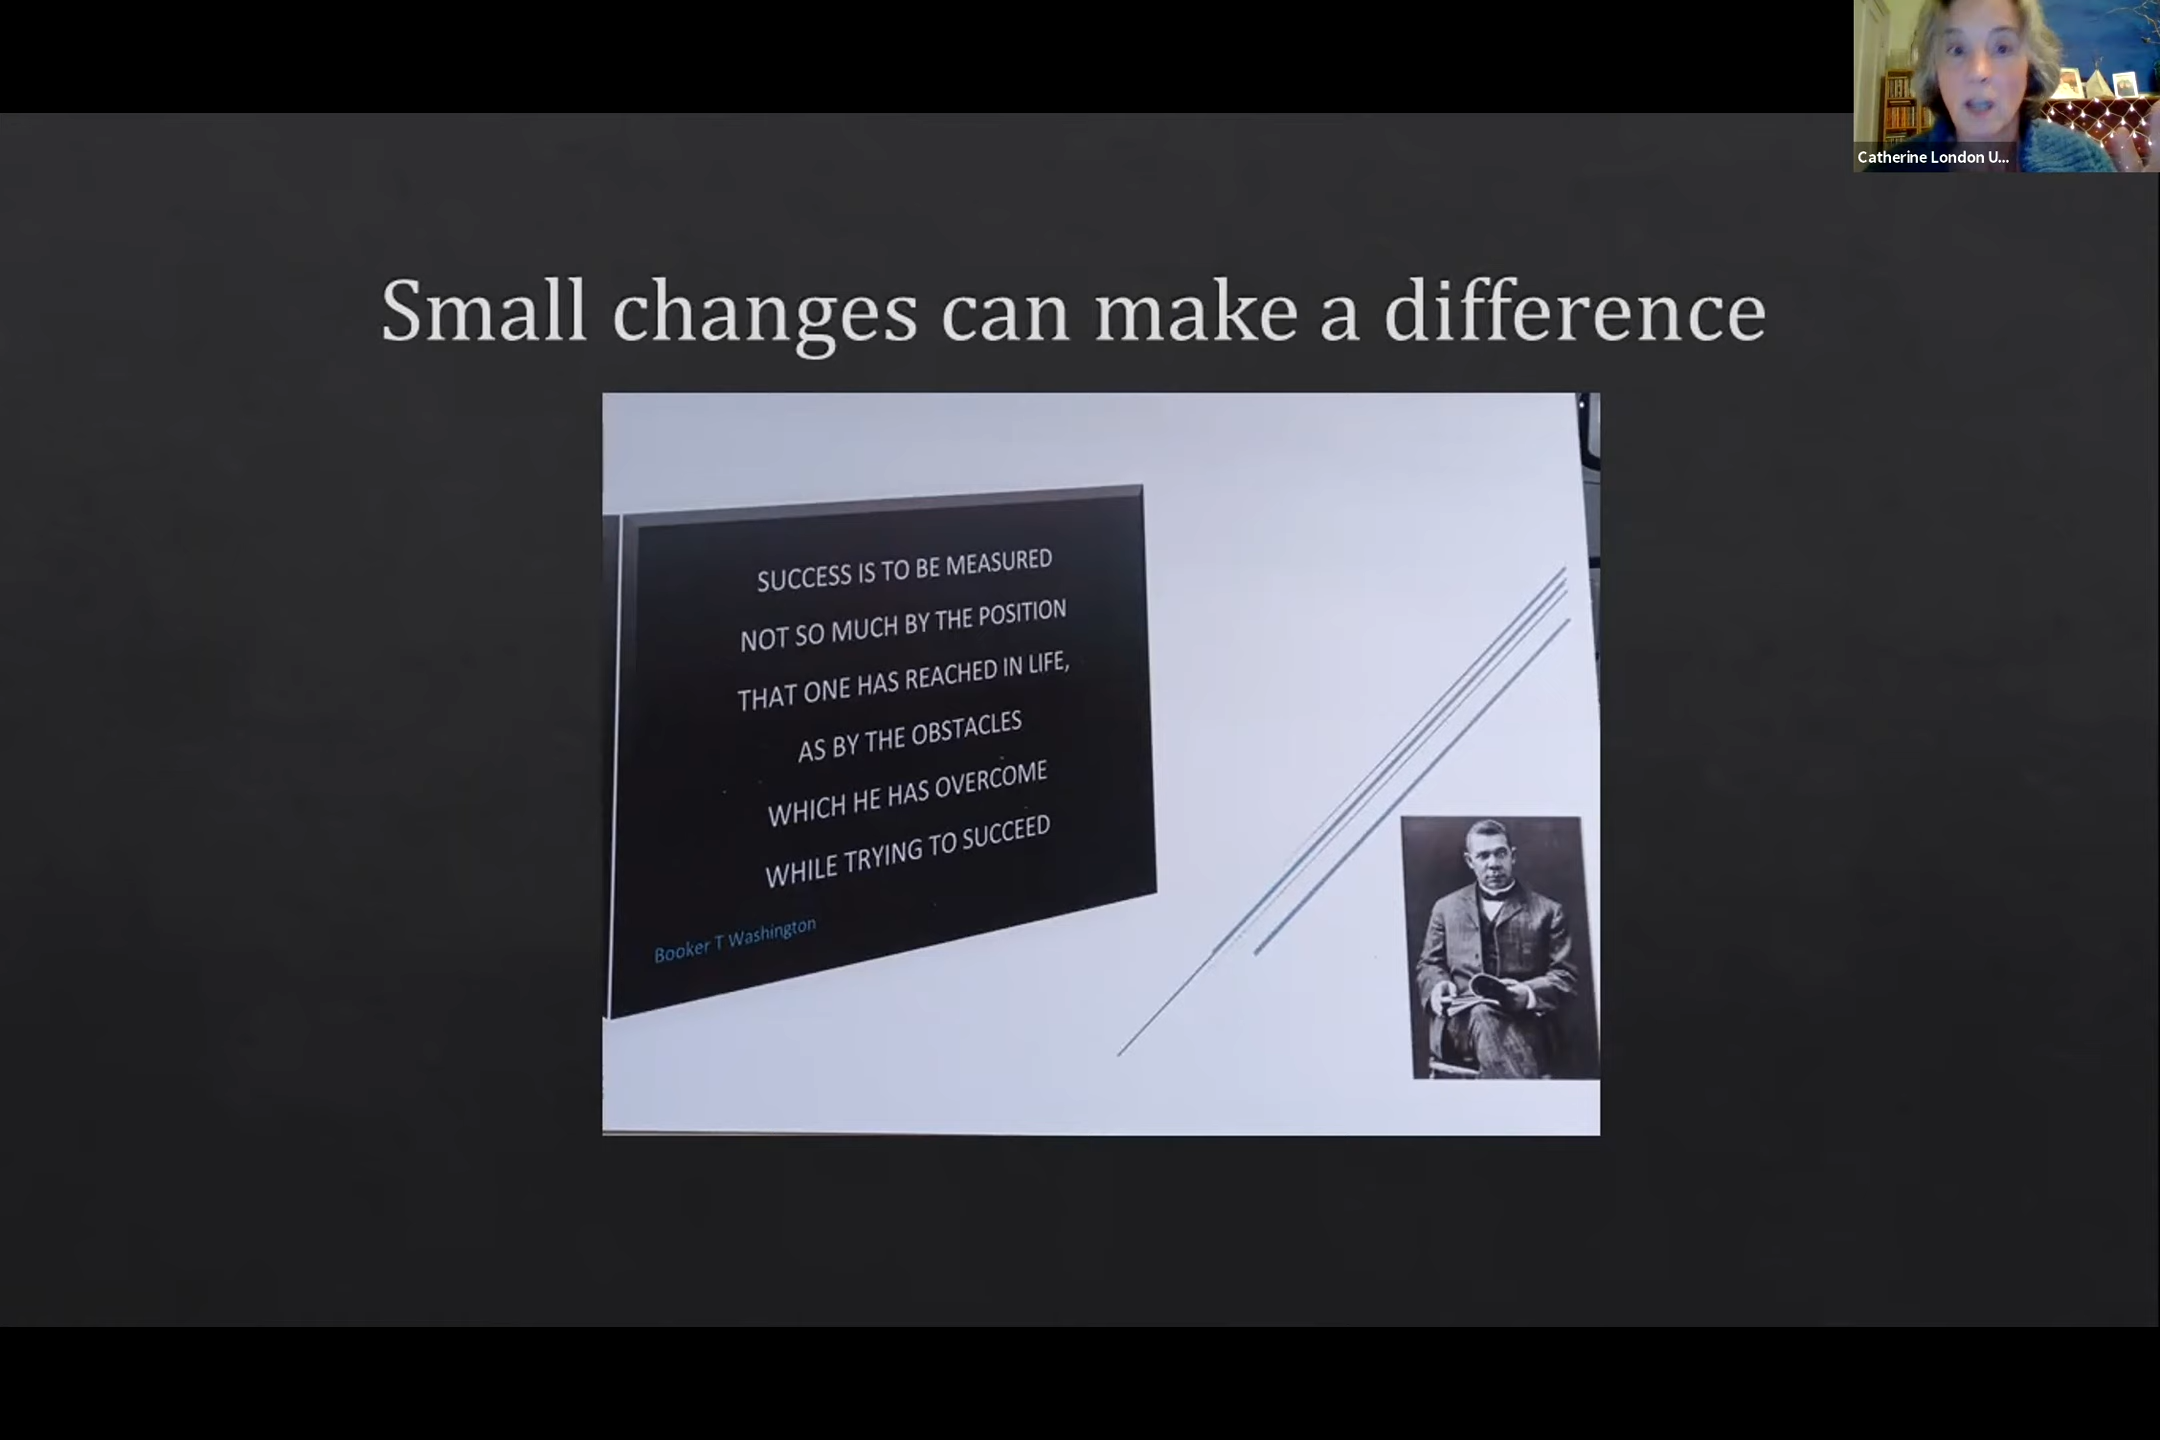 Catherine London U...
Small changes can make a difference
SUCCESS IS TO BE MEASURED
NOT SO MUCH BY THE POSITION
THAT ONE HAS REACHED IN LIFE,
AS BY THE OBSTACLES
WHICH HE HAS OVERCOME
WHILE TRYING TO SUCCEED
Booker T Washington